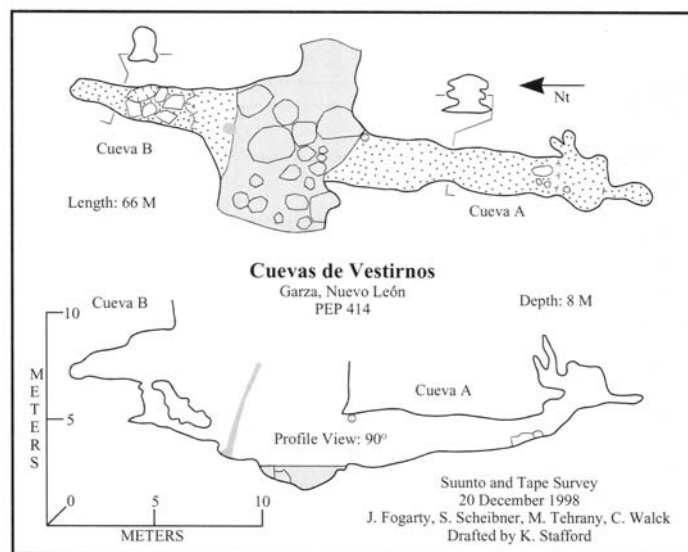 Nt
Cueva B
Length: 66 M
Cueva A
Cuevas de Vestirnos
Garza, Nuevo León
PEP 414
Cueva B
Depth: 8 M
10
METERS
5
Cueva A
Profile View: 90°
0
5
10
METERS
Suunto and Tape Survey
20 December 1998
J. Fogarty, S. Scheibner, M. Tehrany, C. Walck
Drafted by K. Stafford